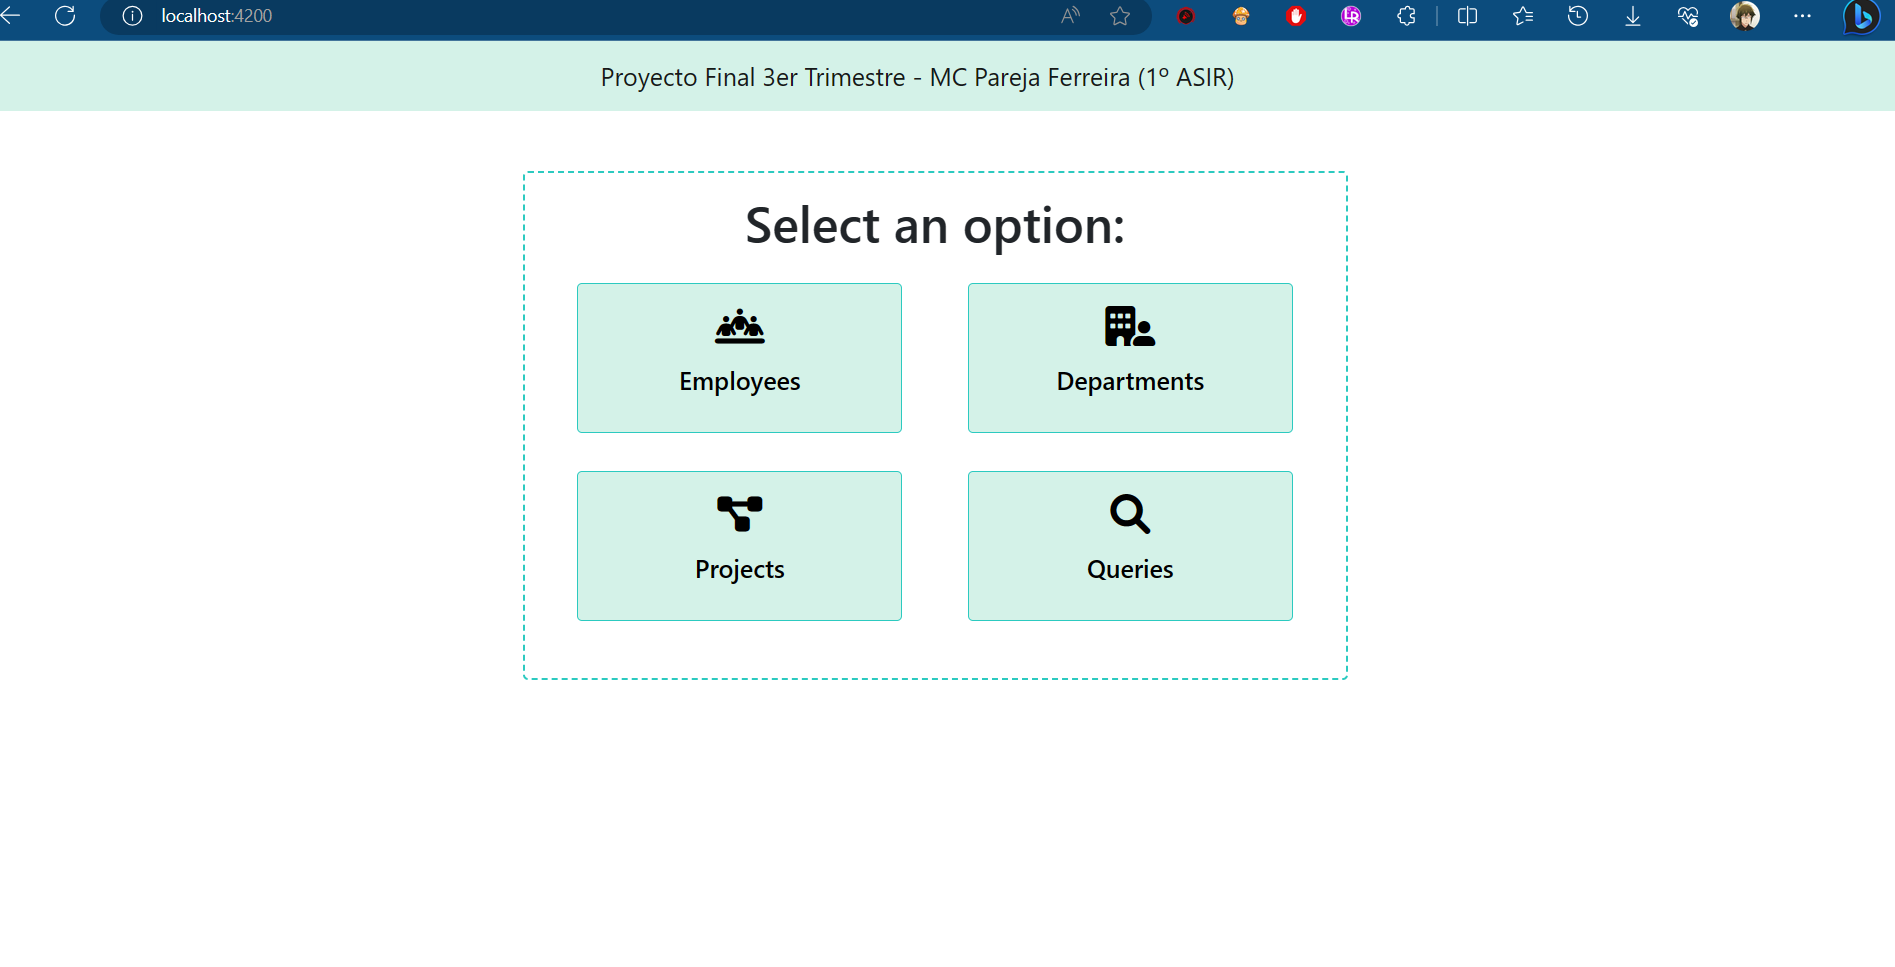 localhost:4200
Proyecto Final 3er Trimestre - MC Pareja Ferreira (1º ASIR)
Select an option:
Employees
Departments
Projects
Queries